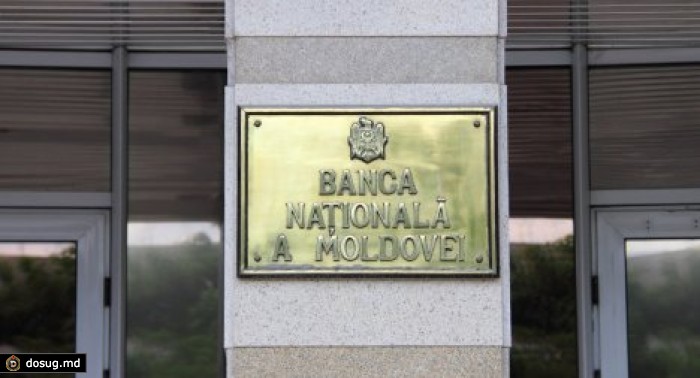 BANCA
NAȚIONALĂ
A MOLDOVEI
dosug.md